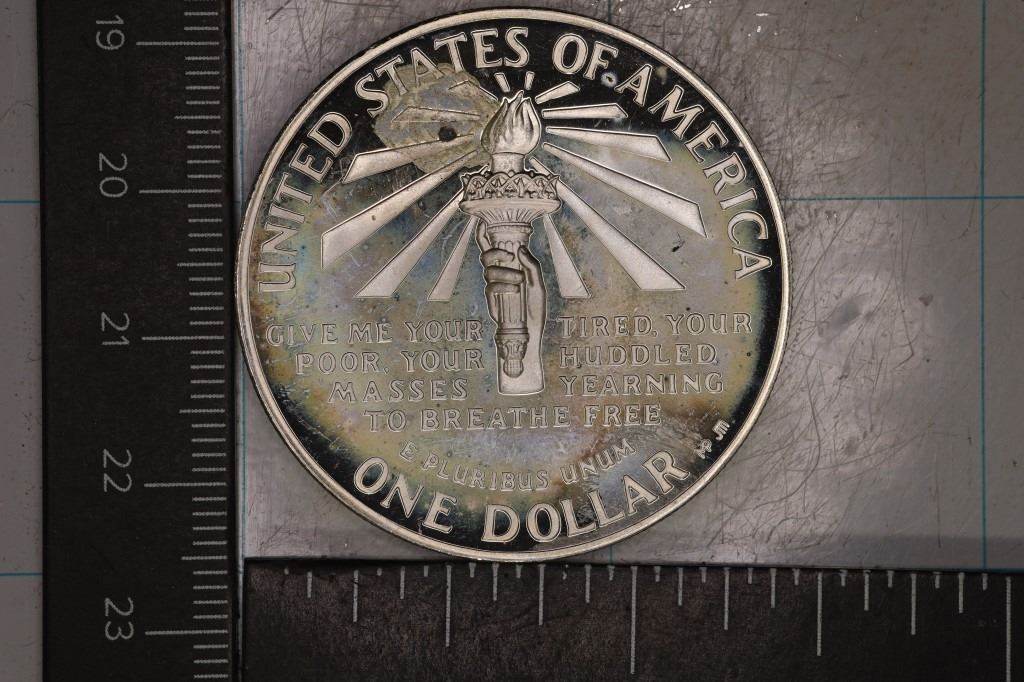 19
20
21
22
23
UNITED STATES OF AMERICA
GIVE ME YOUR TIRED, YOUR
POOR, YOUR HUDDLED
MASSES YEARNING
TO BREATHE FREE
E PLURIBUS UNUM
ONE DOLLAR